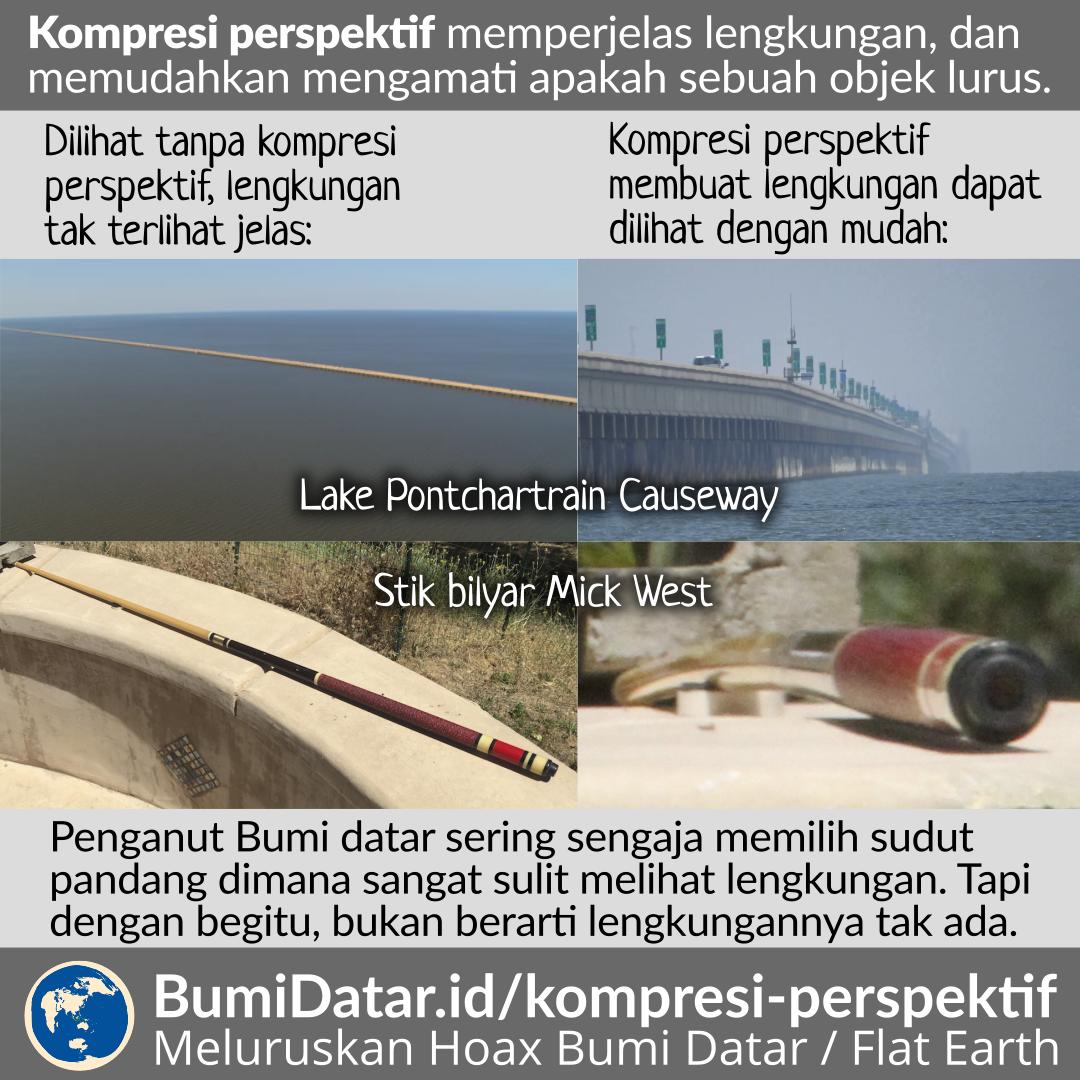 Kompresi perspektif memperjelas lengkungan, dan
memudahkan mengamati apakah sebuah objek lurus.
Dilihat tanpa kompresi
perspektif, lengkungan
tak terlihat jelas:
Kompresi perspektif
membuat lengkungan dapat
dilihat dengan mudah:
Lake Pontchartrain Causeway
Stik bilyar Mick West
Penganut Bumi datar sering sengaja memilih sudut
pandang dimana sangat sulit melihat lengkungan. Tapi
dengan begitu, bukan berarti lengkungannya tak ada.
BumiDatar.id/kompresi-perspektif
Meluruskan Hoax Bumi Datar / Flat Earth